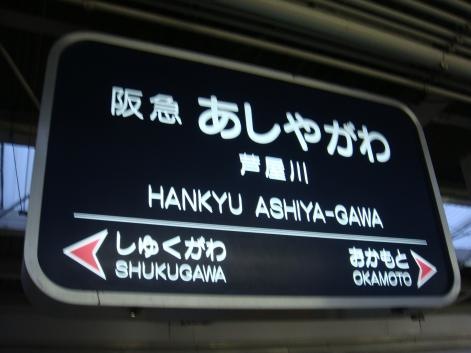 阪急 あしやがわ
芦屋川
HANKYU ASHIYA-GAWA
しゅくがわ おかもと
SHUKUGAWA OKAMOTO